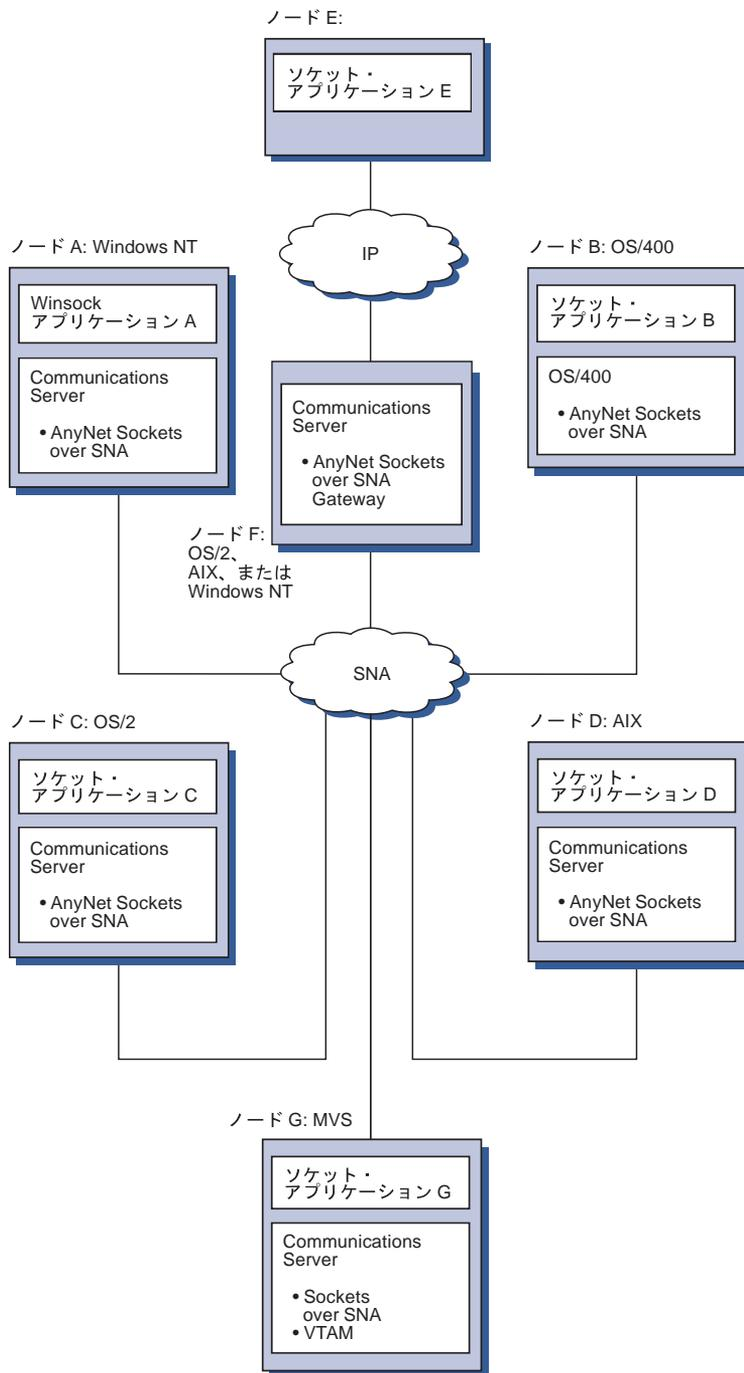 ノード E:
ソケット・
アプリケーション E
IP
ノード A: Windows NT
Winsock
アプリケーション A
Communications
Server
• AnyNet Sockets
over SNA
Communications
Server
• AnyNet Sockets
over SNA
Gateway
ノード F:
OS/2、
AIX、または
Windows NT
ノード B: OS/400
ソケット・
アプリケーション B
OS/400
• AnyNet Sockets
over SNA
SNA
ノード C: OS/2
ソケット・
アプリケーション C
Communications
Server
• AnyNet Sockets
over SNA
ノード D: AIX
ソケット・
アプリケーション D
Communications
Server
• AnyNet Sockets
over SNA
ノード G: MVS
ソケット・
アプリケーション G
Communications
Server
• Sockets
over SNA
• VTAM